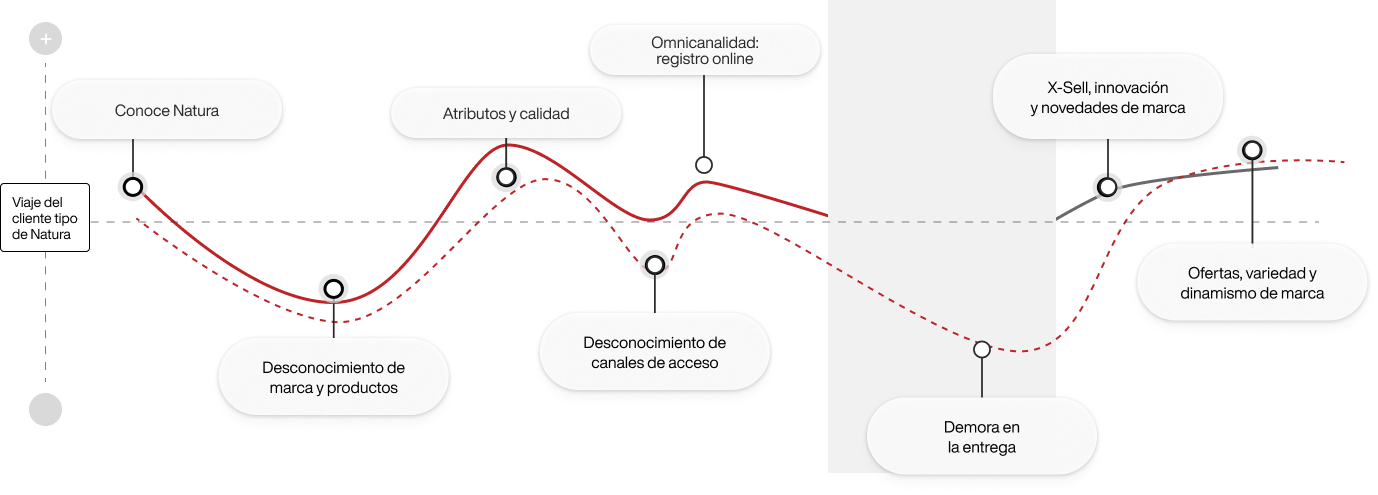 +
Omnicanalidad:
registro online
Conoce Natura
Atributos y calidad
X-Sell, innovación
y novedades de marca
Viaje del
cliente tipo
de Natura
Ofertas, variedad y
dinamismo de marca
Desconocimiento de
marca y productos
Desconocimiento de
canales de acceso
Demora en
la entrega